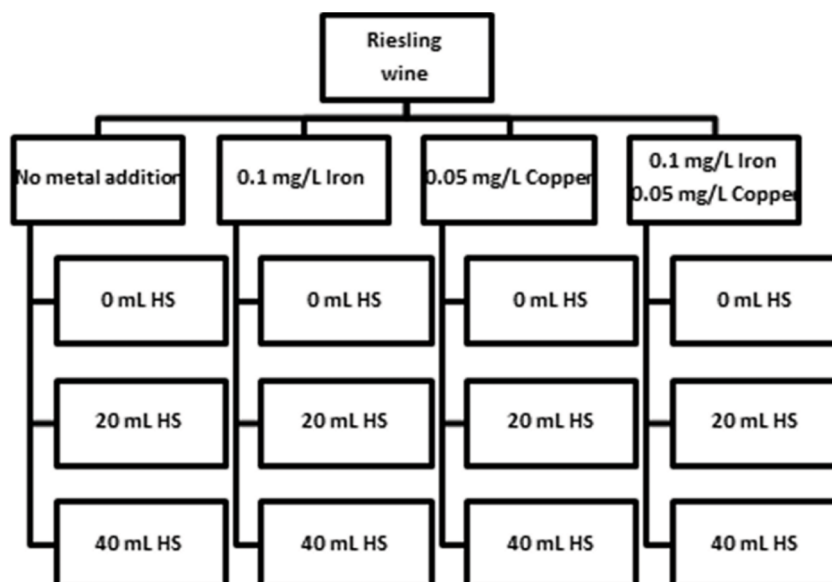 Riesling
wine
No metal addition
0.1 mg/L Iron
0.05 mg/L Copper
0.1 mg/L Iron
0.05 mg/L Copper
0 mL HS
0 mL HS
0 mL HS
0 mL HS
20 mL HS
20 mL HS
20 mL HS
20 mL HS
40 mL HS
40 mL HS
40 mL HS
40 mL HS